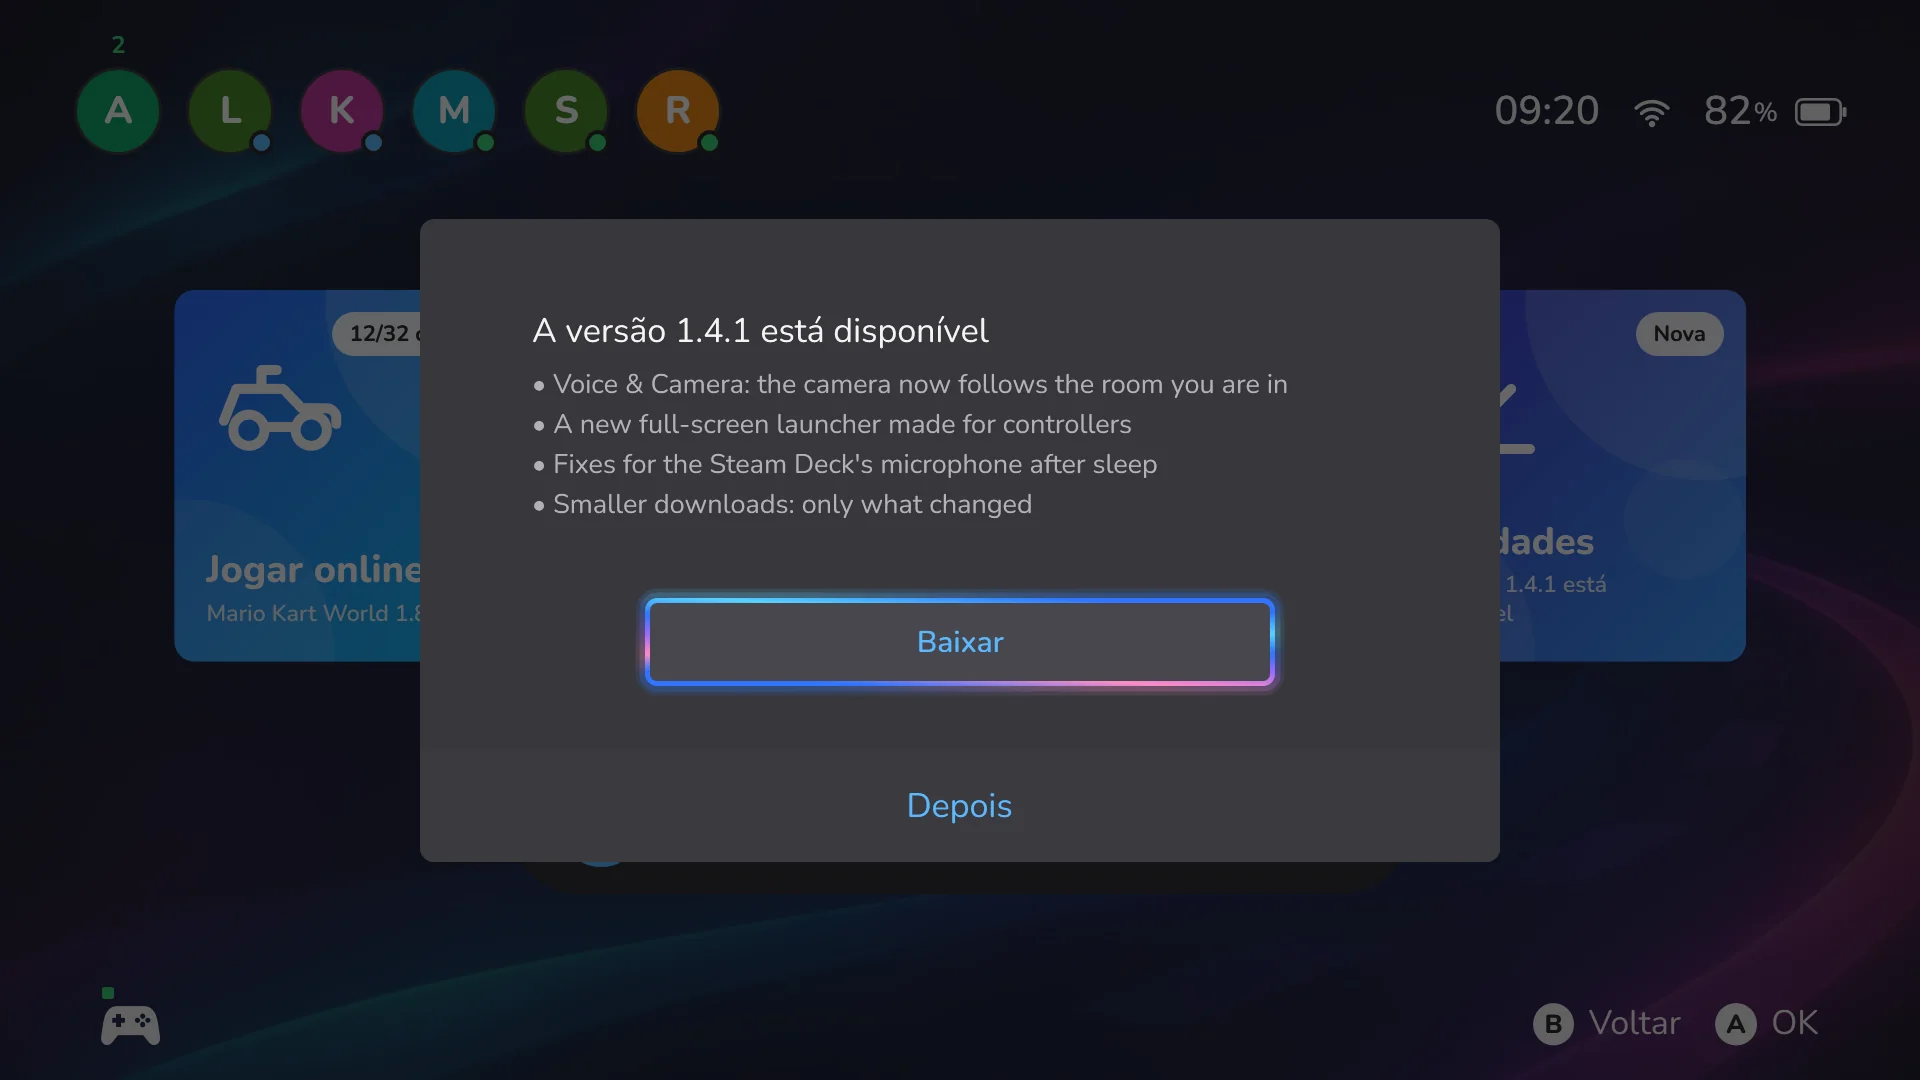 2
A L K M S R
09:20 82%
12/32
Nova
A versão 1.4.1 está disponível
• Voice & Camera: the camera now follows the room you are in
• A new full-screen launcher made for controllers
• Fixes for the Steam Deck's microphone after sleep
• Smaller downloads: only what changed
Jogar online
Mario Kart World 1.8
dades
1.4.1 está
el
Baixar
Depois
B Voltar A OK